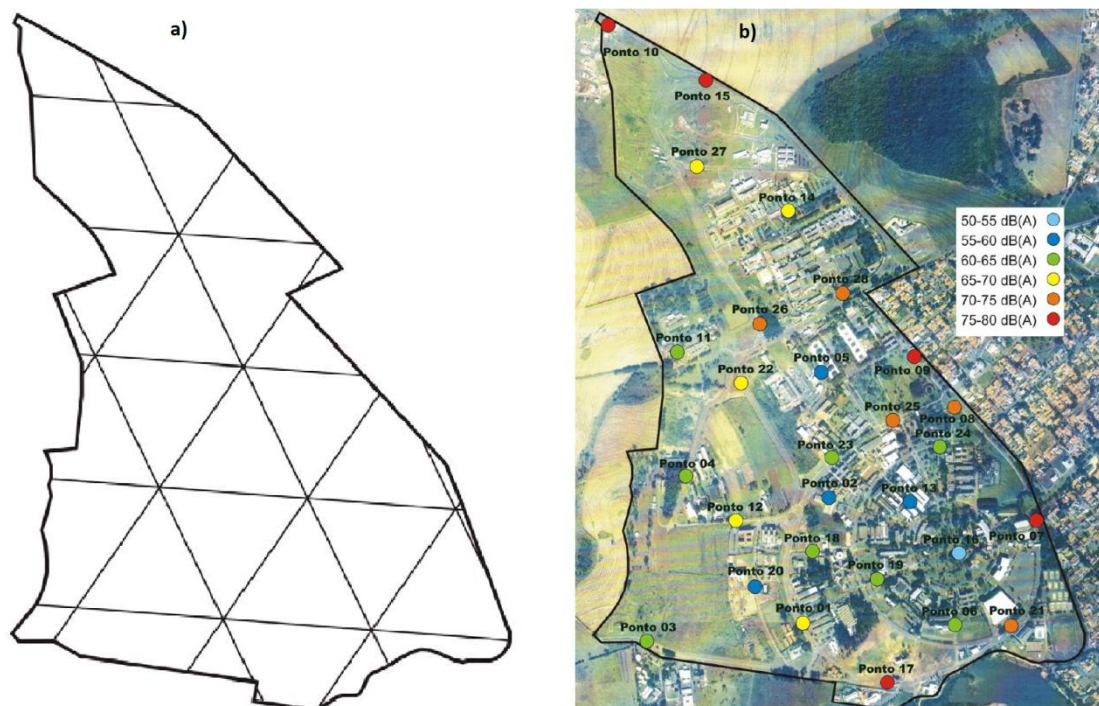 a)
b)
Ponto 10
Ponto 15
Ponto 27
Ponto 14
50-55 dB(A)
55-60 dB(A)
60-65 dB(A)
65-70 dB(A)
70-75 dB(A)
75-80 dB(A)
Ponto 28
Ponto 26
Ponto 11
Ponto 05
Ponto 09
Ponto 22
Ponto 25
Ponto 08
Ponto 24
Ponto 23
Ponto 04
Ponto 02
Ponto 13
Ponto 12
Ponto 07
Ponto 18
Ponto 16
Ponto 20
Ponto 19
Ponto 01
Ponto 06
Ponto 21
Ponto 03
Ponto 17